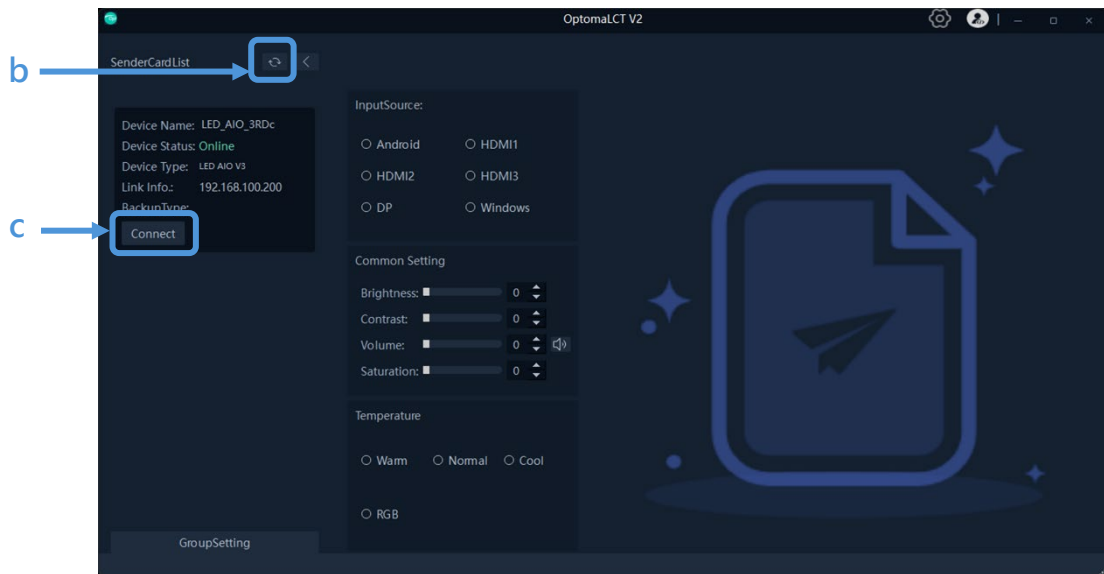 OptomaLCT V2
b
SenderCardList
Device Name: LED_AIO_3RDc
Device Status: Online
Device Type: LED AIO V3
Link Info.: 192.168.100.200
BackupType:
c
Connect
GroupSetting
InputSource:
Android HDMI1
HDMI2 HDMI3
DP Windows
Common Setting
Brightness: 0
Contrast: 0
Volume: 0
Saturation: 0
Temperature
Warm Normal Cool
RGB